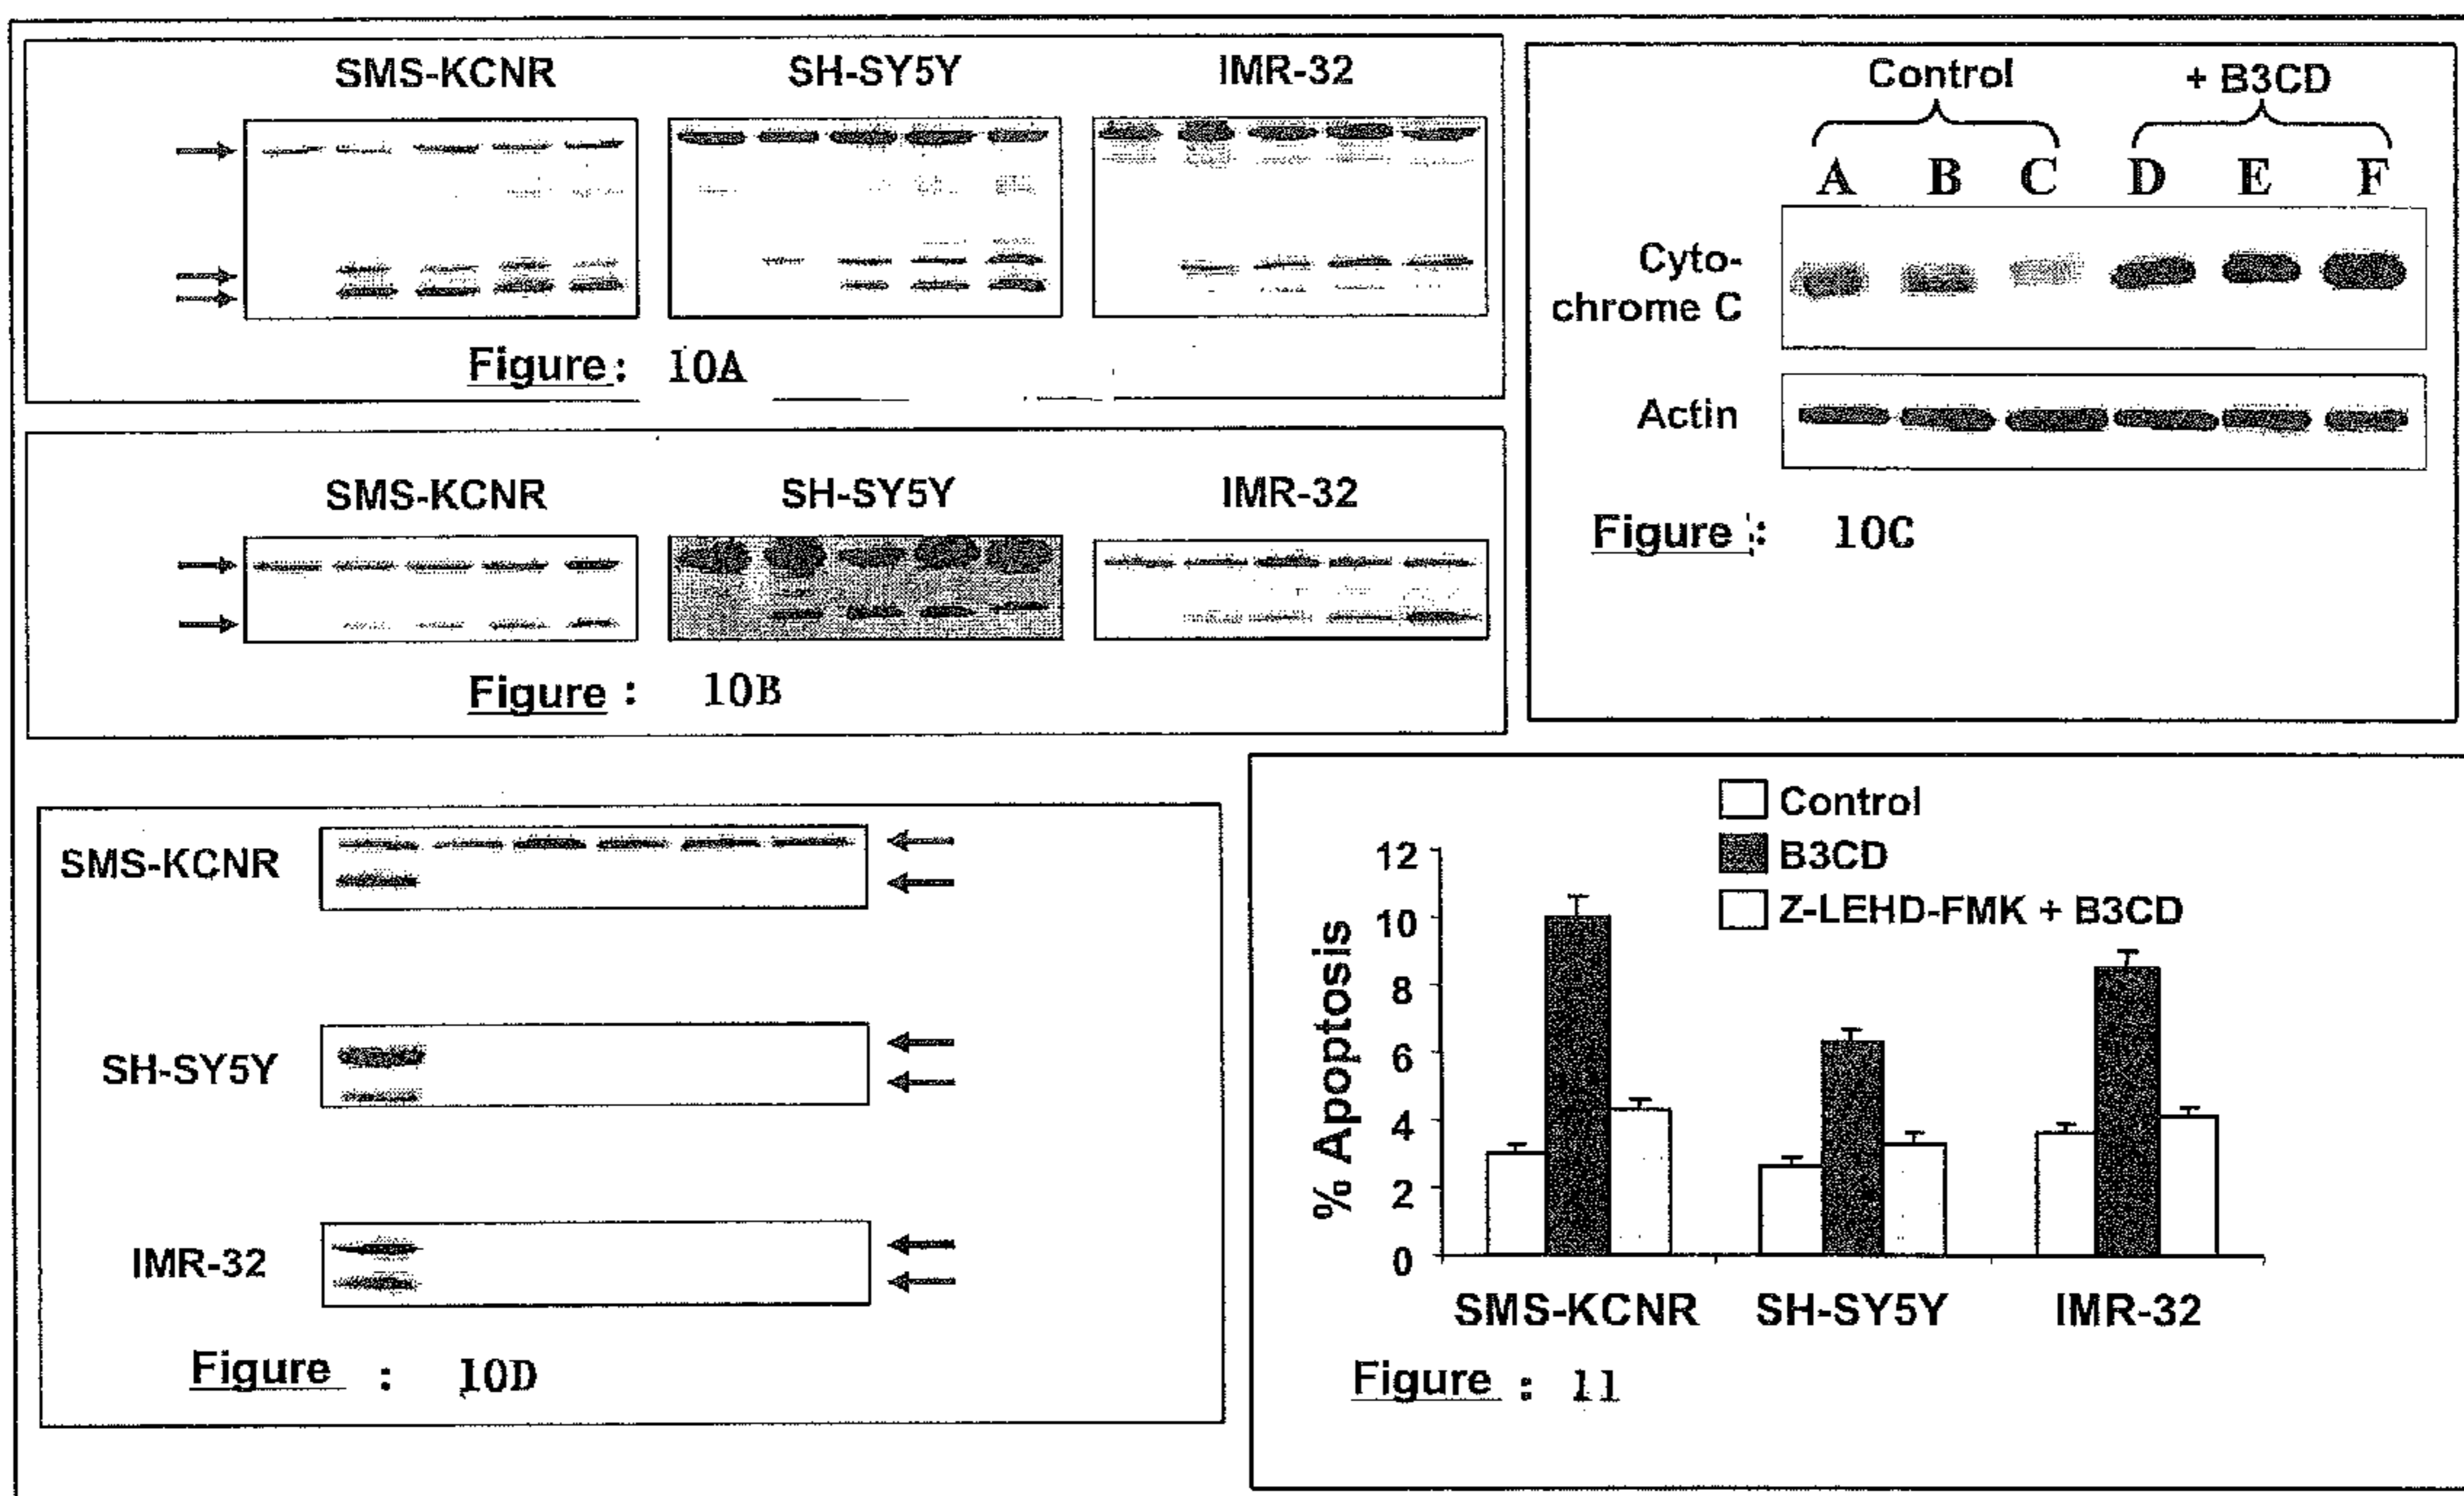 SMS-KCNR SH-SY5Y IMR-32
Figure: 10A
SMS-KCNR SH-SY5Y IMR-32
Figure : 10B
Control + B3CD
A B C D E F
Cyto-
chrome C
Actin
Figure : 10C
SMS-KCNR
SH-SY5Y
IMR-32
Figure : 10D
Control
B3CD
Z-LEHD-FMK + B3CD
% Apoptosis
12
10
8
6
4
2
0
SMS-KCNR SH-SY5Y IMR-32
Figure : 11